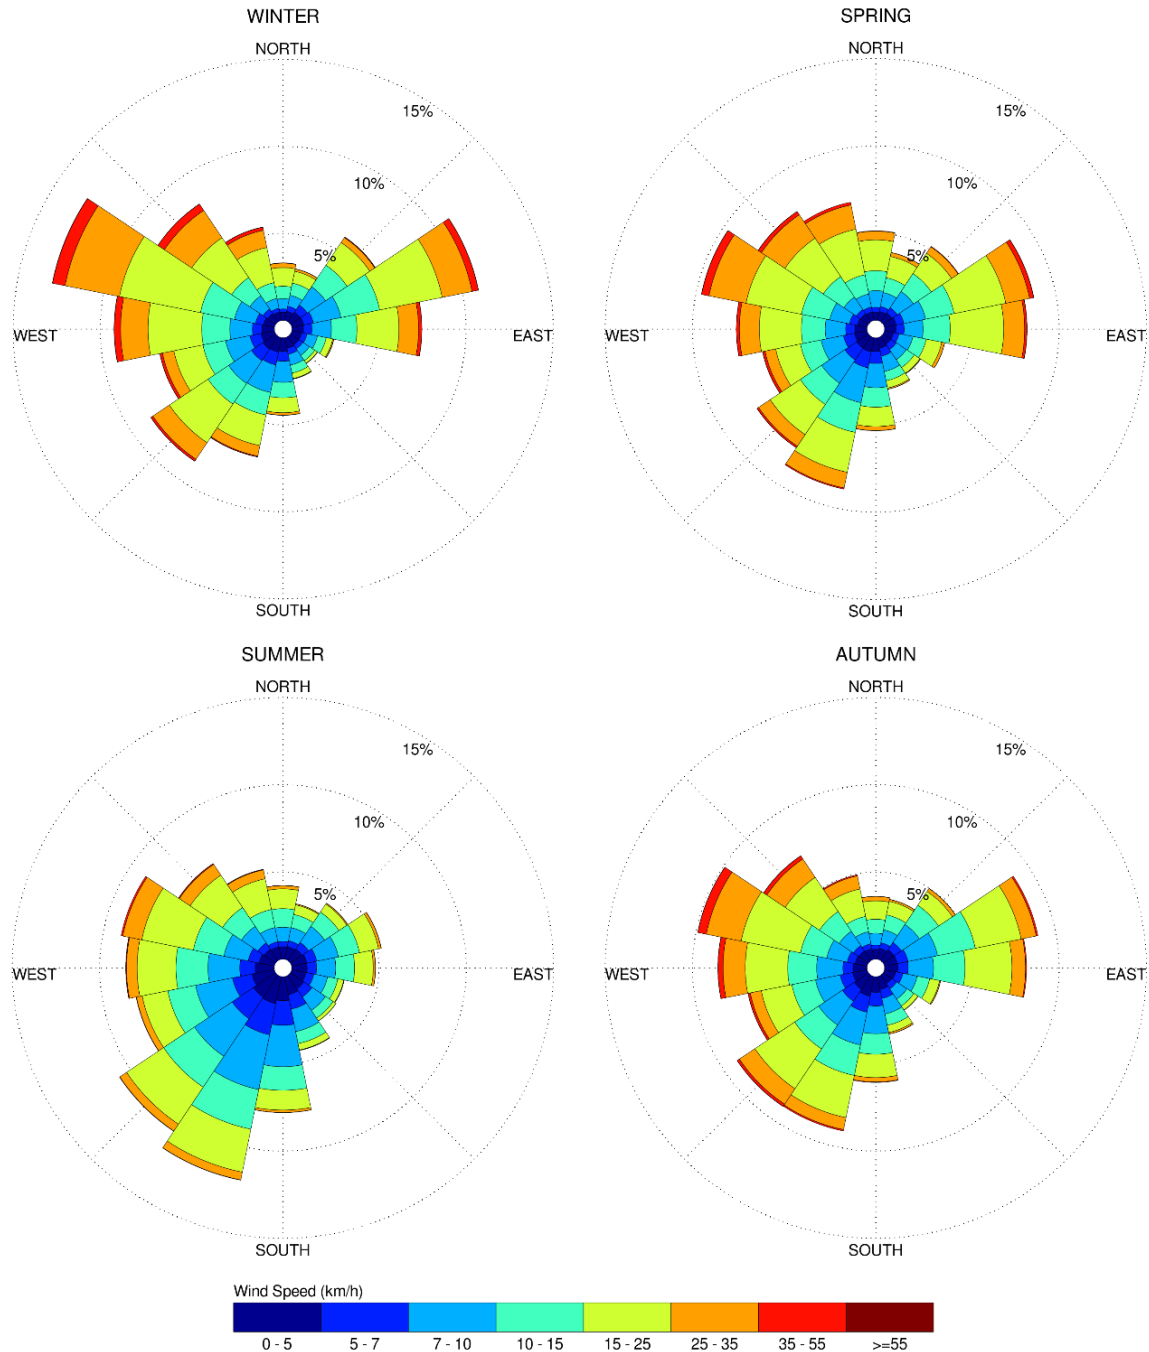 WINTER
NORTH
15%
10%
5%
WEST
EAST
SOUTH
SPRING
NORTH
15%
10%
5%
WEST
EAST
SOUTH
SUMMER
NORTH
15%
10%
5%
WEST
EAST
SOUTH
AUTUMN
NORTH
15%
10%
5%
WEST
EAST
SOUTH
Wind Speed (km/h)
0 - 5 5 - 7 7 - 10 10 - 15 15 - 25 25 - 35 35 - 55 >=55